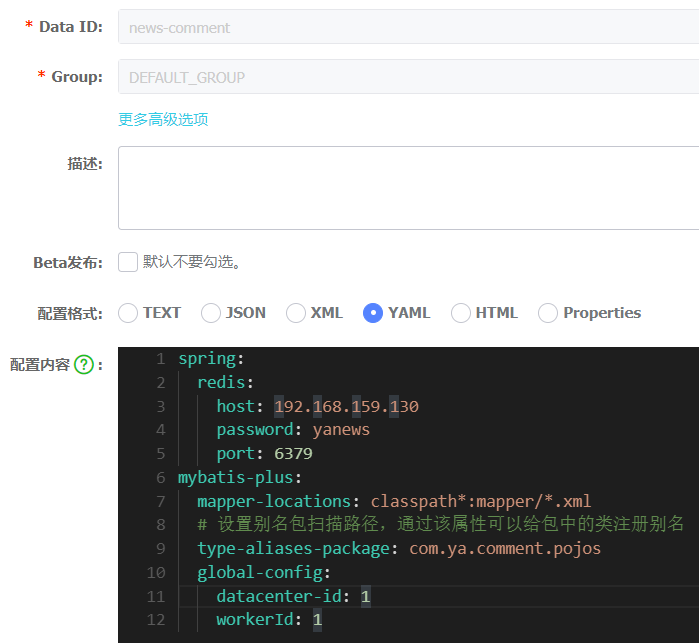 * Data ID: news-comment
* Group: DEFAULT_GROUP
更多高级选项
描述:
Beta发布: 默认不要勾选。
配置格式: TEXT JSON XML YAML HTML Properties
配置内容 ? :
1 spring:
2   redis:
3     host: 192.168.159.130
4     password: yanews
5     port: 6379
6 mybatis-plus:
7   mapper-locations: classpath*:mapper/*.xml
8   # 设置别名包扫描路径，通过该属性可以给包中的类注册别名
9   type-aliases-package: com.ya.comment.pojos
10   global-config:
11     datacenter-id: 1
12     workerId: 1